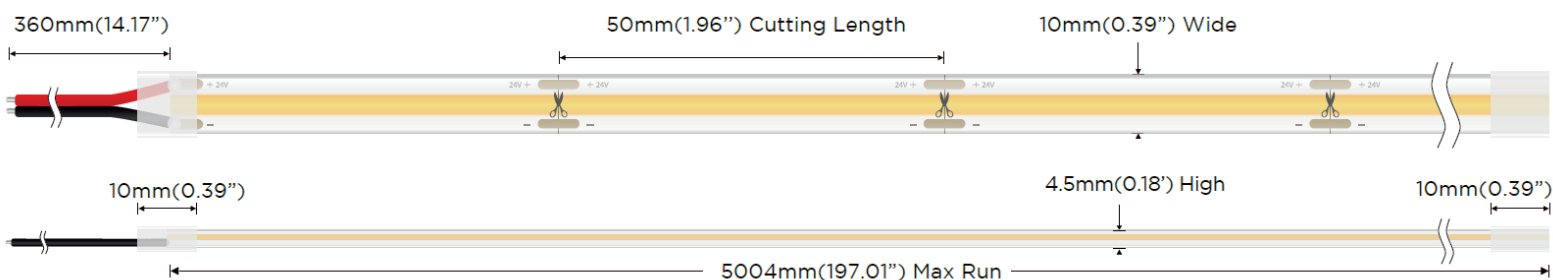 360mm(14.17”)
50mm(1.96”) Cutting Length
10mm(0.39”) Wide
+ 24V
24V + + 24V
24V + + 24V
24V + + 24V
–
– –
– –
– –
10mm(0.39”)
4.5mm(0.18’) High
10mm(0.39”)
5004mm(197.01”) Max Run